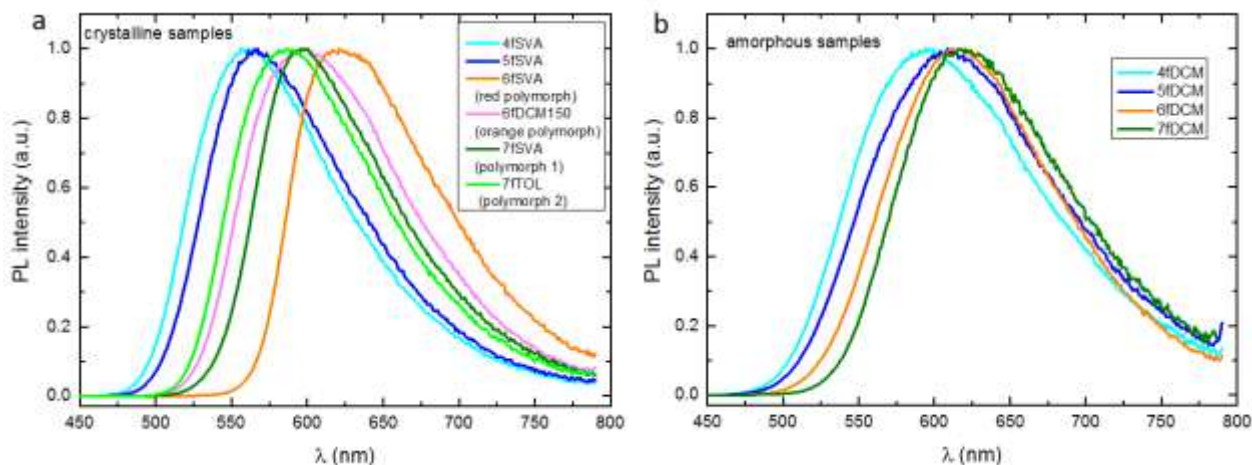 a
crystalline samples
4fSVA
5fSVA
6fSVA
(red polymorph)
6fDCM150
(orange polymorph)
7fSVA
(polymorph 1)
7fTOL
(polymorph 2)
PL intensity (a.u.)
1.0
0.8
0.6
0.4
0.2
0.0
450 500 550 600 650 700 750 800
λ (nm)
b
amorphous samples
4fDCM
5fDCM
6fDCM
7fDCM
PL intensity (a.u.)
1.0
0.8
0.6
0.4
0.2
0.0
450 500 550 600 650 700 750 800
λ (nm)